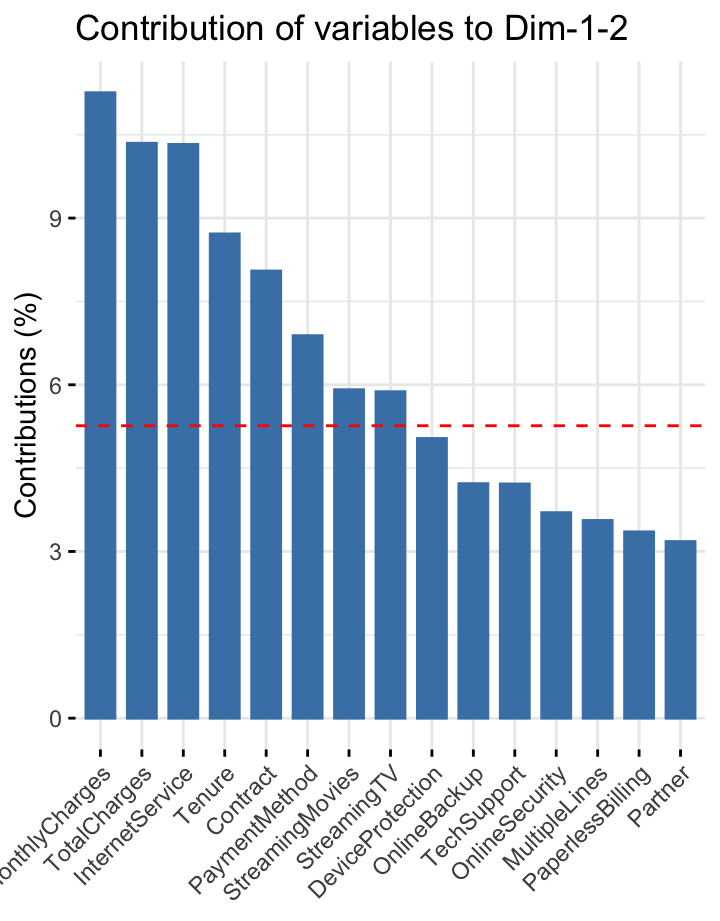 Contribution of variables to Dim-1-2
Contributions (%)
9
6
3
0
onthlyCharges
TotalCharges
InternetService
Tenure
Contract
PaymentMethod
StreamingMovies
StreamingTV
DeviceProtection
OnlineBackup
TechSupport
OnlineSecurity
MultipleLines
PaperlessBilling
Partner